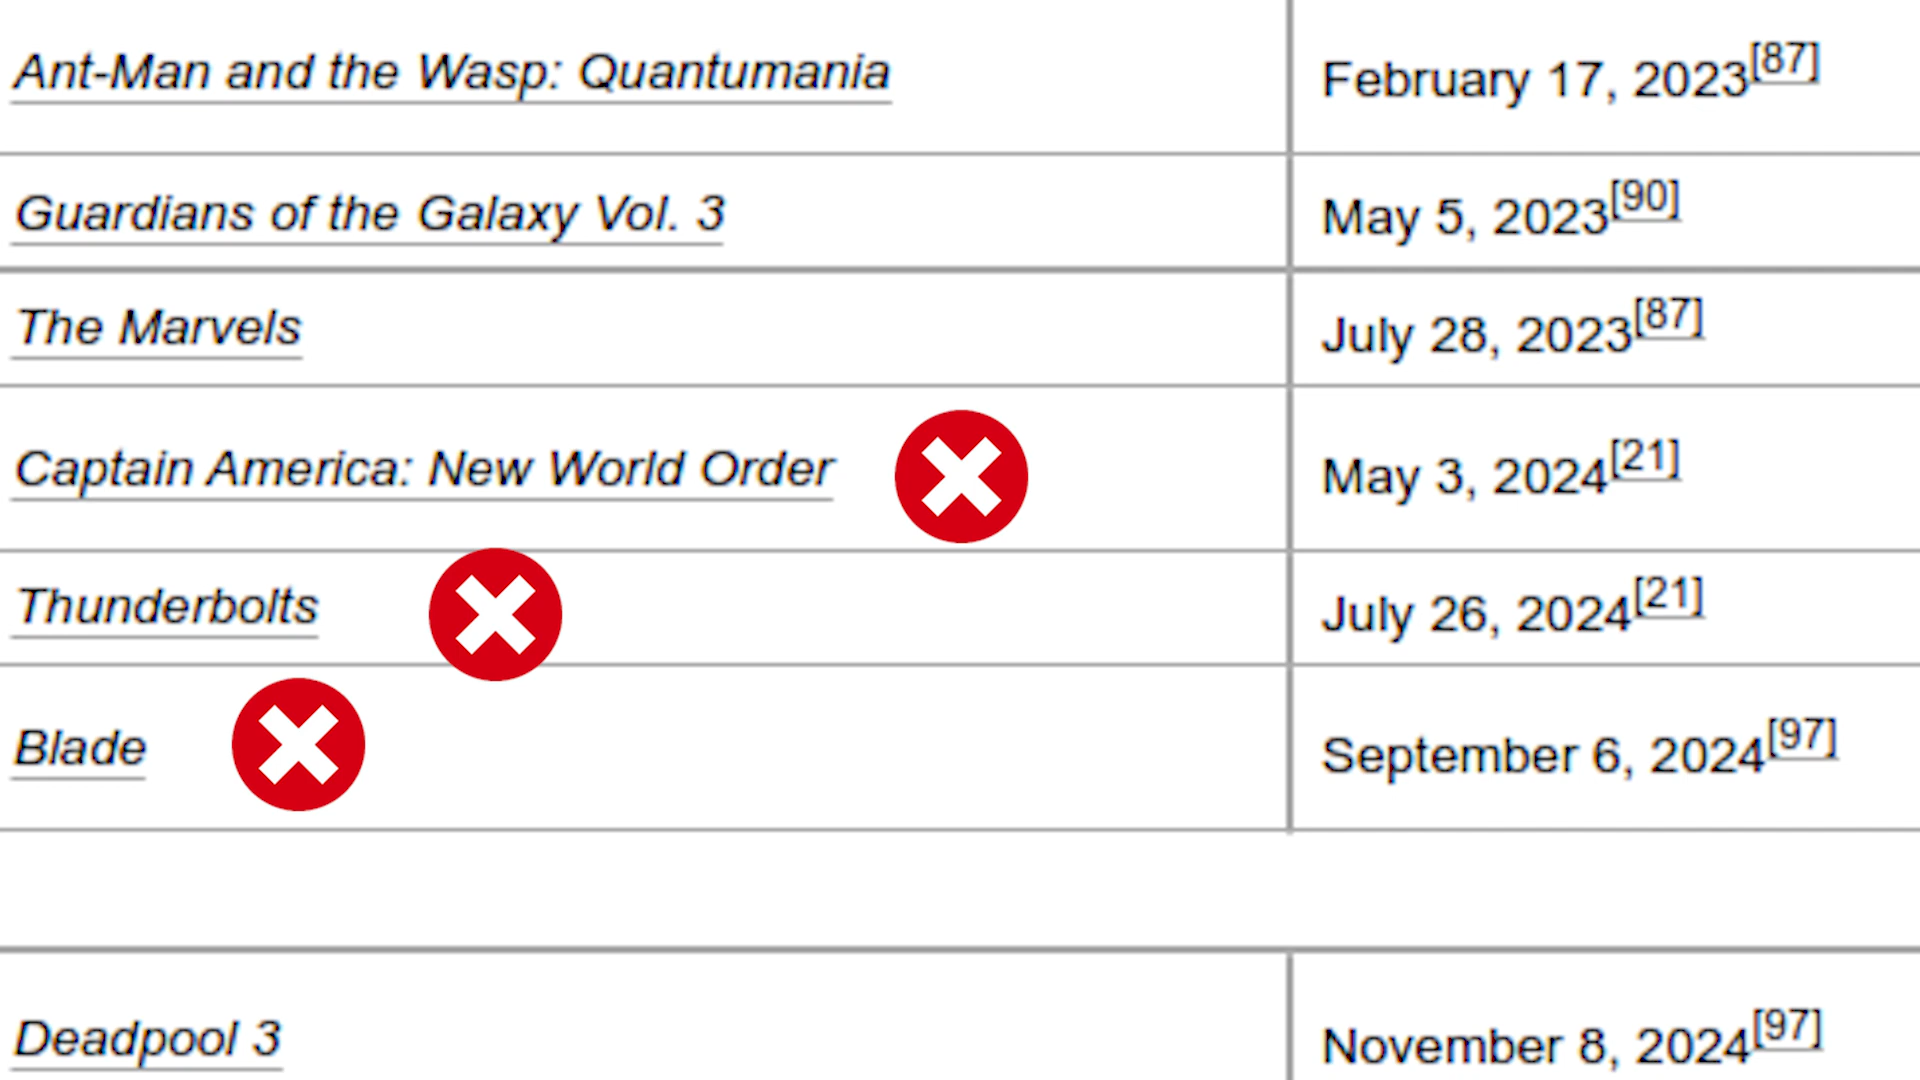 Ant-Man and the Wasp: Quantumania February 17, 2023[87]
Guardians of the Galaxy Vol. 3 May 5, 2023[90]
The Marvels July 28, 2023[87]
Captain America: New World Order May 3, 2024[21]
Thunderbolts July 26, 2024[21]
Blade September 6, 2024[97]
Deadpool 3 November 8, 2024[97]